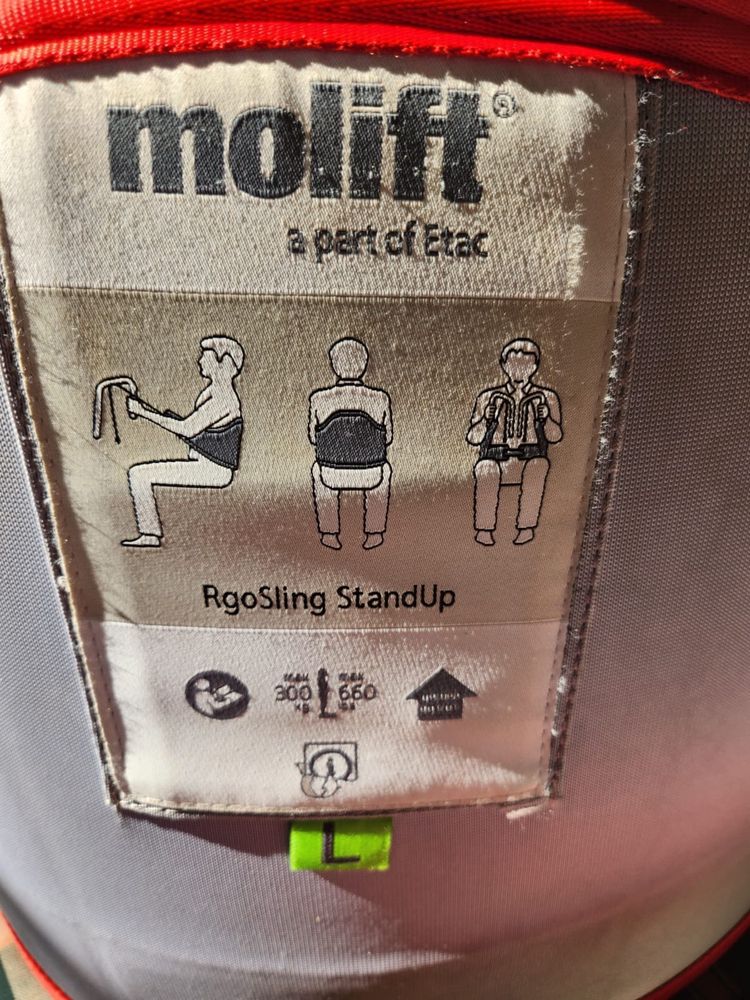 molift®
a part of Etac
RgoSling StandUp
max max
300 660
kg lbs
L